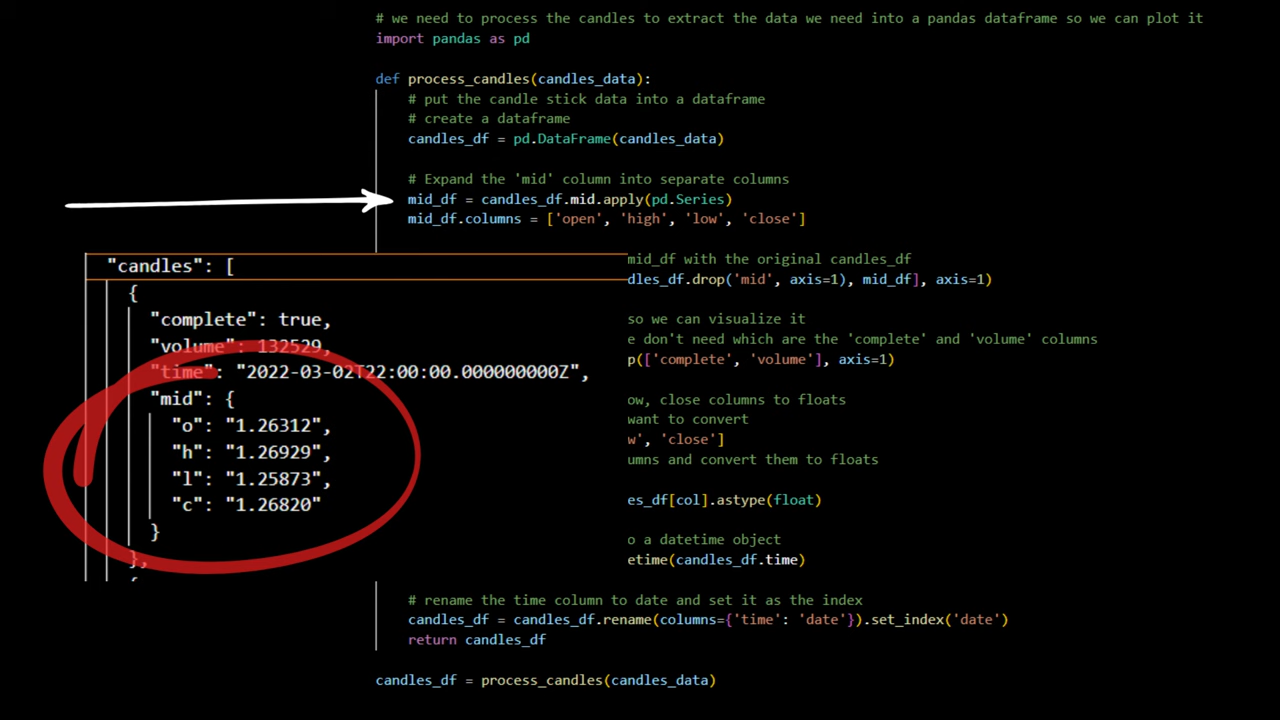 # we need to process the candles to extract the data we need into a pandas dataframe so we can plot it
import pandas as pd
def process_candles(candles_data):
# put the candle stick data into a dataframe
# create a dataframe
candles_df = pd.DataFrame(candles_data)
# Expand the 'mid' column into separate columns
mid_df = candles_df.mid.apply(pd.Series)
mid_df.columns = ['open', 'high', 'low', 'close']
mid_df with the original candles_df
dles_df.drop('mid', axis=1), mid_df], axis=1)
so we can visualize it
e don't need which are the 'complete' and 'volume' columns
p(['complete', 'volume'], axis=1)
ow, close columns to floats
want to convert
w', 'close']
umns and convert them to floats
es_df[col].astype(float)
o a datetime object
etime(candles_df.time)
"candles": [
{
"complete": true,
"volume": 132529,
"time": "2022-03-02T22:00:00.000000000Z",
"mid": {
"o": "1.26312",
"h": "1.26929",
"l": "1.25873",
"c": "1.26820"
}
},
{
# rename the time column to date and set it as the index
candles_df = candles_df.rename(columns={'time': 'date'}).set_index('date')
return candles_df
candles_df = process_candles(candles_data)